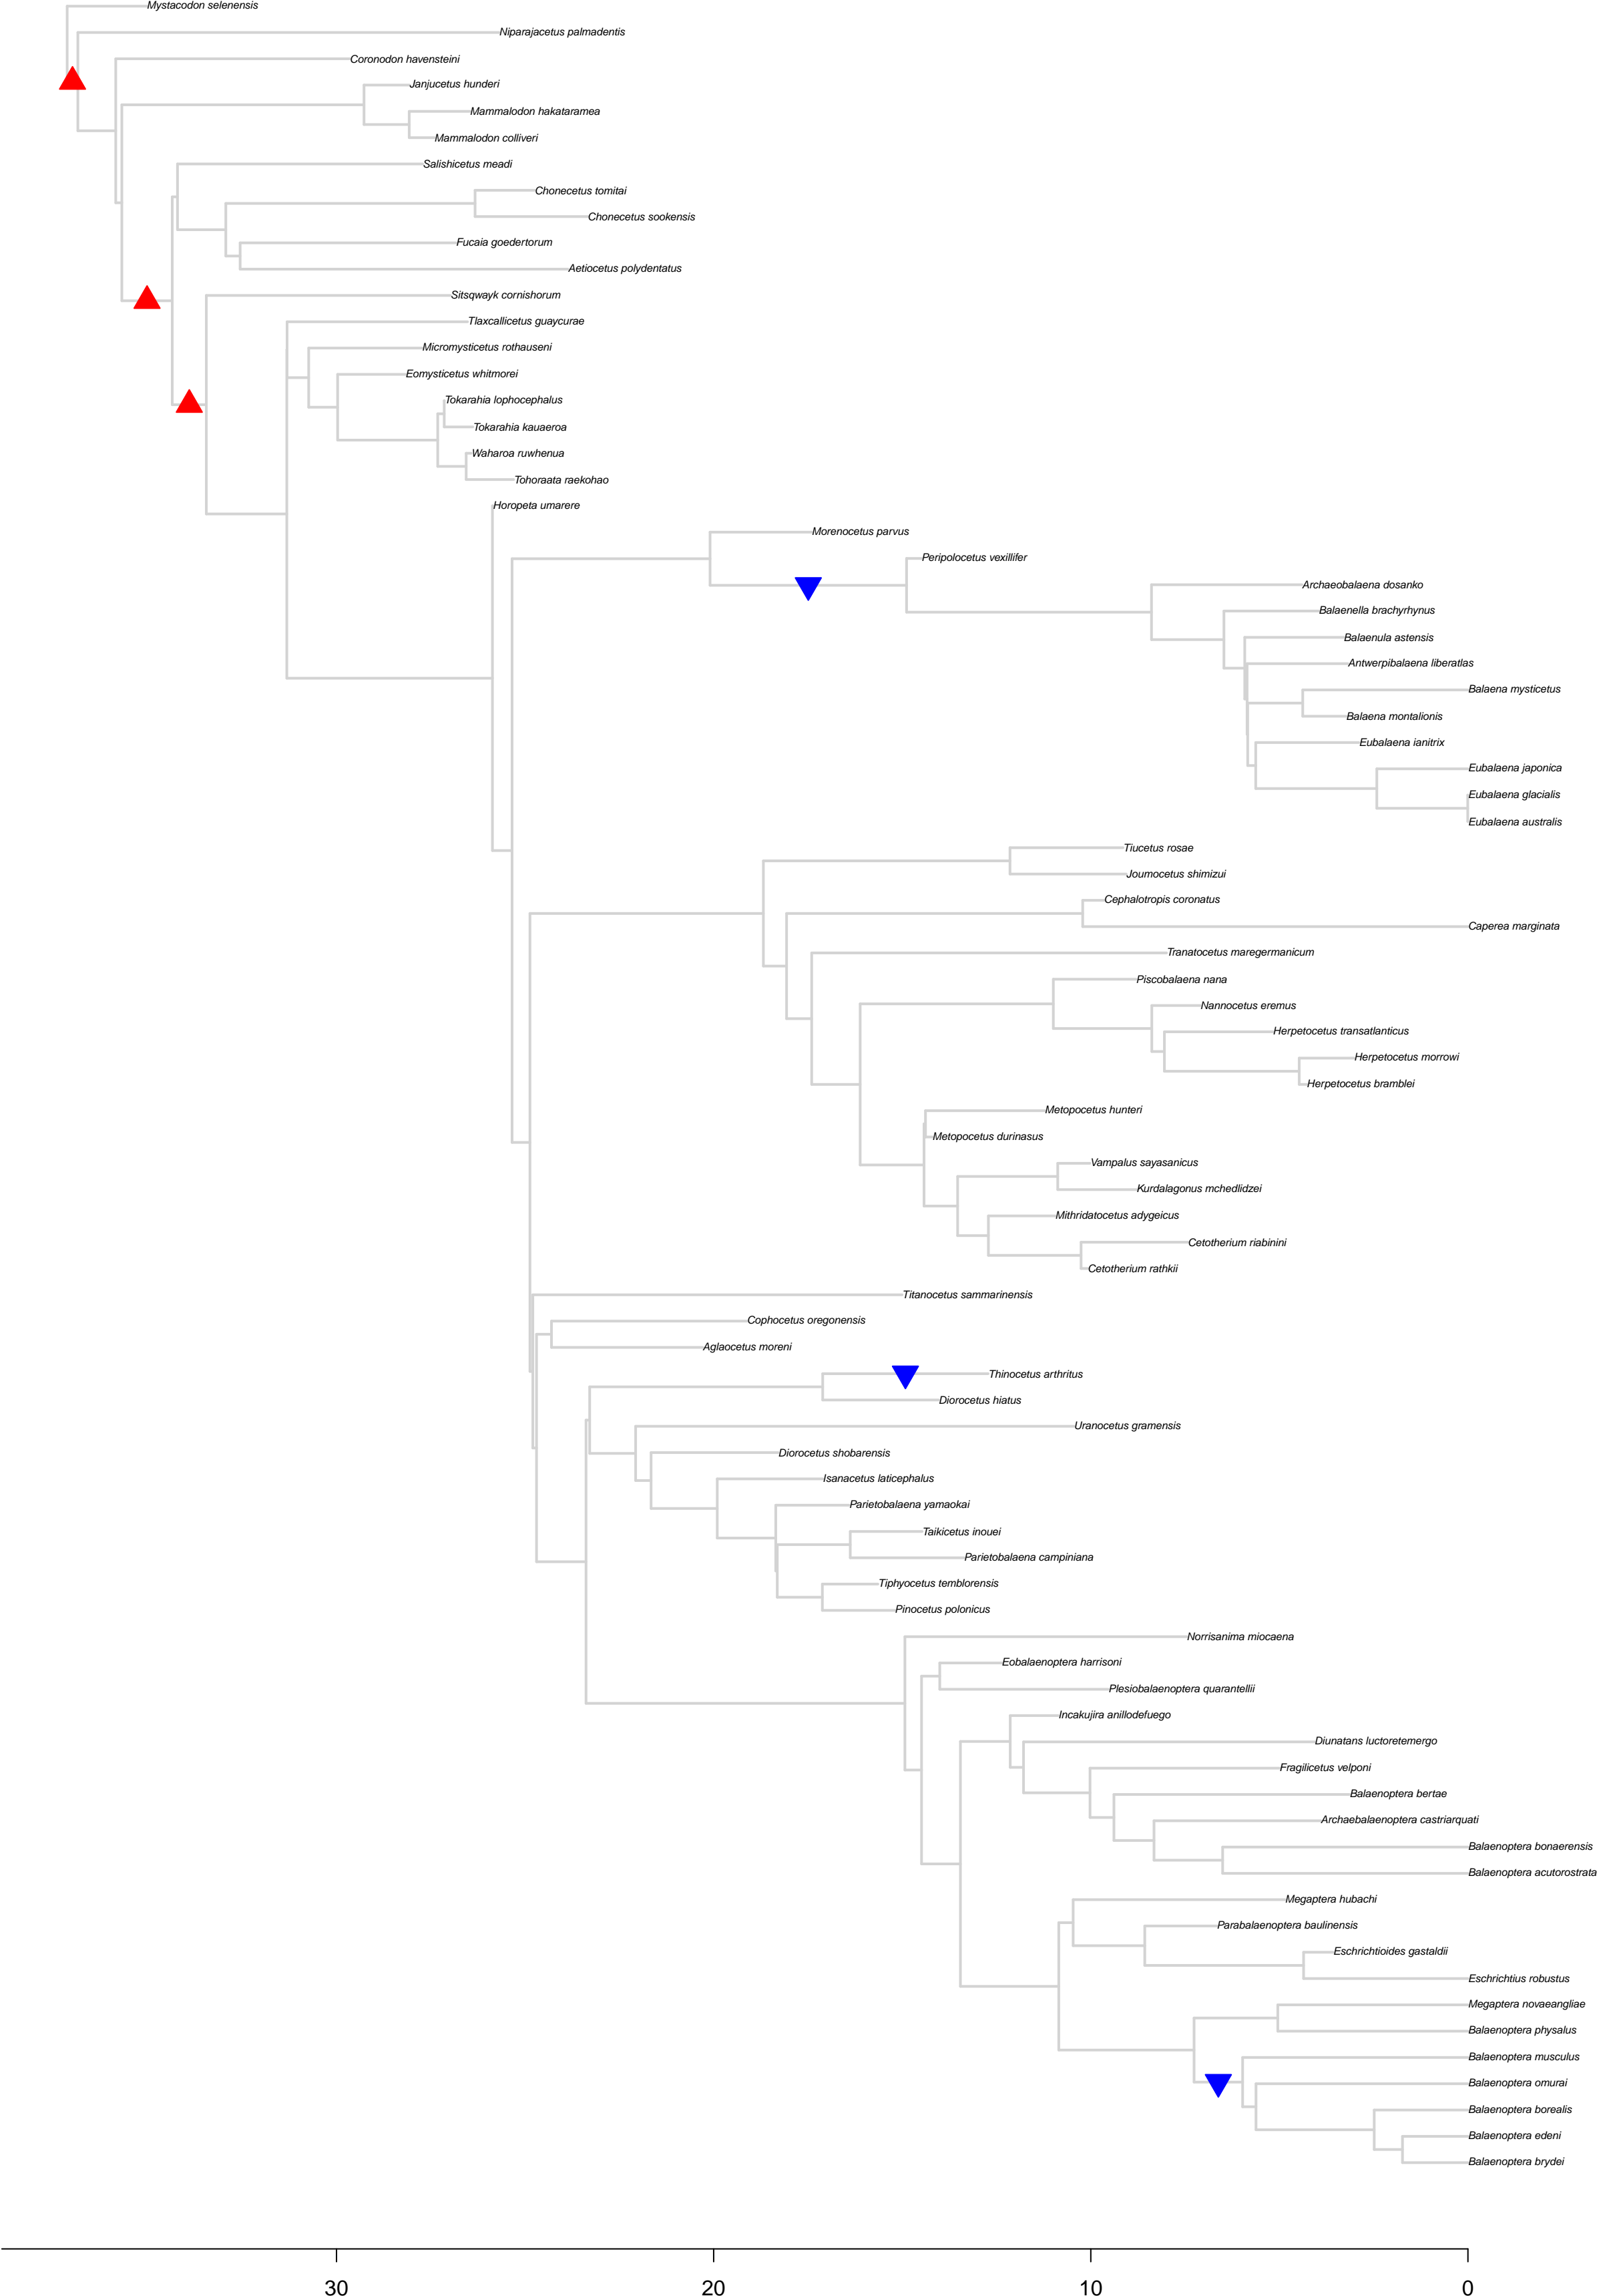 Mystacodon selenensis
Niparajacetus palmadentis
Coronodon havensteini
Janjucetus hunderi
Mammalodon hakataramea
Mammalodon colliveri
Salishicetus meadi
Chonecetus tomitai
Chonecetus sookensis
Fucaia goedertorum
Aetiocetus polydentatus
Sitsqwayk cornishorum
Tlaxcallicetus guaycurae
Micromysticetus rothauseni
Eomysticetus whitmorei
Tokarahia lophocephalus
Tokarahia kauaeroa
Waharoa ruwhenua
Tohoraata raekohao
Horopeta umarere
Morenocetus parvus
Peripolocetus vexillifer
Archaeobalaena dosanko
Balaenella brachyrhynus
Balaenula astensis
Antwerpibalaena liberatlas
Balaena mysticetus
Balaena montalionis
Eubalaena ianitrix
Eubalaena japonica
Eubalaena glacialis
Eubalaena australis
Tiucetus rosae
Joumocetus shimizui
Cephalotropis coronatus
Caperea marginata
Tranatocetus maregermanicum
Piscobalaena nana
Nannocetus eremus
Herpetocetus transatlanticus
Herpetocetus morrowi
Herpetocetus bramblei
Metopocetus hunteri
Metopocetus durinasus
Vampalus sayasanicus
Kurdalagonus mchedlidzei
Mithridatocetus adygeicus
Cetotherium riabinini
Cetotherium rathkii
Titanocetus sammarinensis
Cophocetus oregonensis
Aglaocetus moreni
Thinocetus arthritus
Diorocetus hiatus
Uranocetus gramensis
Diorocetus shobarensis
Isanacetus laticephalus
Parietobalaena yamaokai
Taikicetus inouei
Parietobalaena campiniana
Tiphyocetus temblorensis
Pinocetus polonicus
Norrisanima miocaena
Eobalaenoptera harrisoni
Plesiobalaenoptera quarantellii
Incakujira anillodefuego
Diunatans luctoretemergo
Fragilicetus velponi
Balaenoptera bertae
Archaebalaenoptera castriarquati
Balaenoptera bonaerensis
Balaenoptera acutorostrata
Megaptera hubachi
Parabalaenoptera baulinensis
Eschrichtioides gastaldii
Eschrichtius robustus
Megaptera novaeangliae
Balaenoptera physalus
Balaenoptera musculus
Balaenoptera omurai
Balaenoptera borealis
Balaenoptera edeni
Balaenoptera brydei
30 20 10 0